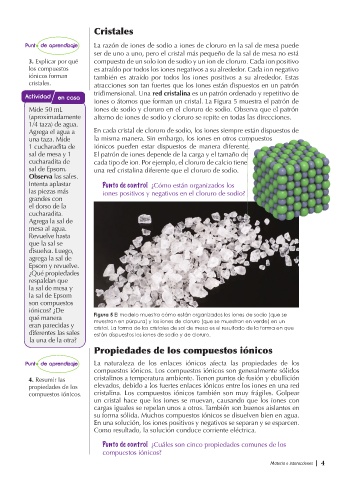 Cristales
Punto de aprendizaje
3. Explicar por qué
los compuestos
iónicos forman
cristales.
Actividad en casa
Mide 50 mL
(aproximadamente
1/4 taza) de agua.
Agrega el agua a
una taza. Mide
1 cucharadita de
sal de mesa y 1
cucharadita de
sal de Epsom.
Observa las sales.
Intenta aplastar
las piezas más
grandes con
el dorso de la
cucharadita.
Agrega la sal de
mesa al agua.
Revuelve hasta
que la sal se
disuelva. Luego,
agrega la sal de
Epsom y revuelve.
¿Qué propiedades
respaldan que
la sal de mesa y
la sal de Epsom
son compuestos
iónicos? ¿De
qué manera
eran parecidas y
diferentes las sales
la una de la otra?
La razón de iones de sodio a iones de cloruro en la sal de mesa puede
ser de uno a uno, pero el cristal más pequeño de la sal de mesa no está
compuesto de un solo ion de sodio y un ion de cloruro. Cada ion positivo
es atraído por todos los iones negativos a su alrededor. Cada ion negativo
también es atraído por todos los iones positivos a su alrededor. Estas
atracciones son tan fuertes que los iones están dispuestos en un patrón
tridimensional. Una red cristalina es un patrón ordenado y repetitivo de
iones o átomos que forman un cristal. La Figura 5 muestra el patrón de
iones de sodio y cloruro en el cloruro de sodio. Observa que el patrón
alterno de iones de sodio y cloruro se repite en todas las direcciones.
En cada cristal de cloruro de sodio, los iones siempre están dispuestos de
la misma manera. Sin embargo, los iones en otros compuestos
iónicos pueden estar dispuestos de manera diferente.
El patrón de iones depende de la carga y el tamaño de
cada tipo de ion. Por ejemplo, el cloruro de calcio tiene
una red cristalina diferente que el cloruro de sodio.
Punto de control ¿Cómo están organizados los
iones positivos y negativos en el cloruro de sodio?
Figura 5 El modelo muestra cómo están organizados los iones de sodio (que se
muestran en púrpura) y los iones de cloruro (que se muestran en verde) en un
cristal. La forma de los cristales de sal de mesa es el resultado de la forma en que
están dispuestos los iones de sodio y de cloruro.
Propiedades de los compuestos iónicos
Punto de aprendizaje
4. Resumir las
propiedades de los
compuestos iónicos.
La naturaleza de los enlaces iónicos afecta las propiedades de los
compuestos iónicos. Los compuestos iónicos son generalmente sólidos
cristalinos a temperatura ambiente. Tienen puntos de fusión y ebullición
elevados, debido a los fuertes enlaces iónicos entre los iones en una red
cristalina. Los compuestos iónicos también son muy frágiles. Golpear
un cristal hace que los iones se muevan, causando que los iones con
cargas iguales se repelan unos a otros. También son buenos aislantes en
su forma sólida. Muchos compuestos iónicos se disuelven bien en agua.
En una solución, los iones positivos y negativos se separan y se esparcen.
Como resultado, la solución conduce corriente eléctrica.
Punto de control ¿Cuáles son cinco propiedades comunes de los
compuestos iónicos?
Materia e interacciones | 4